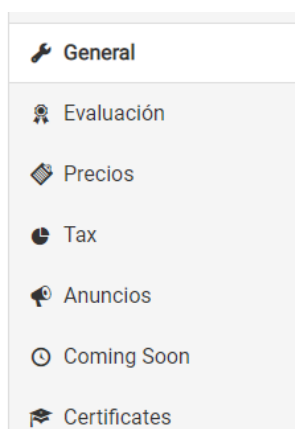 General
Evaluación
Precios
Tax
Anuncios
Coming Soon
Certificates